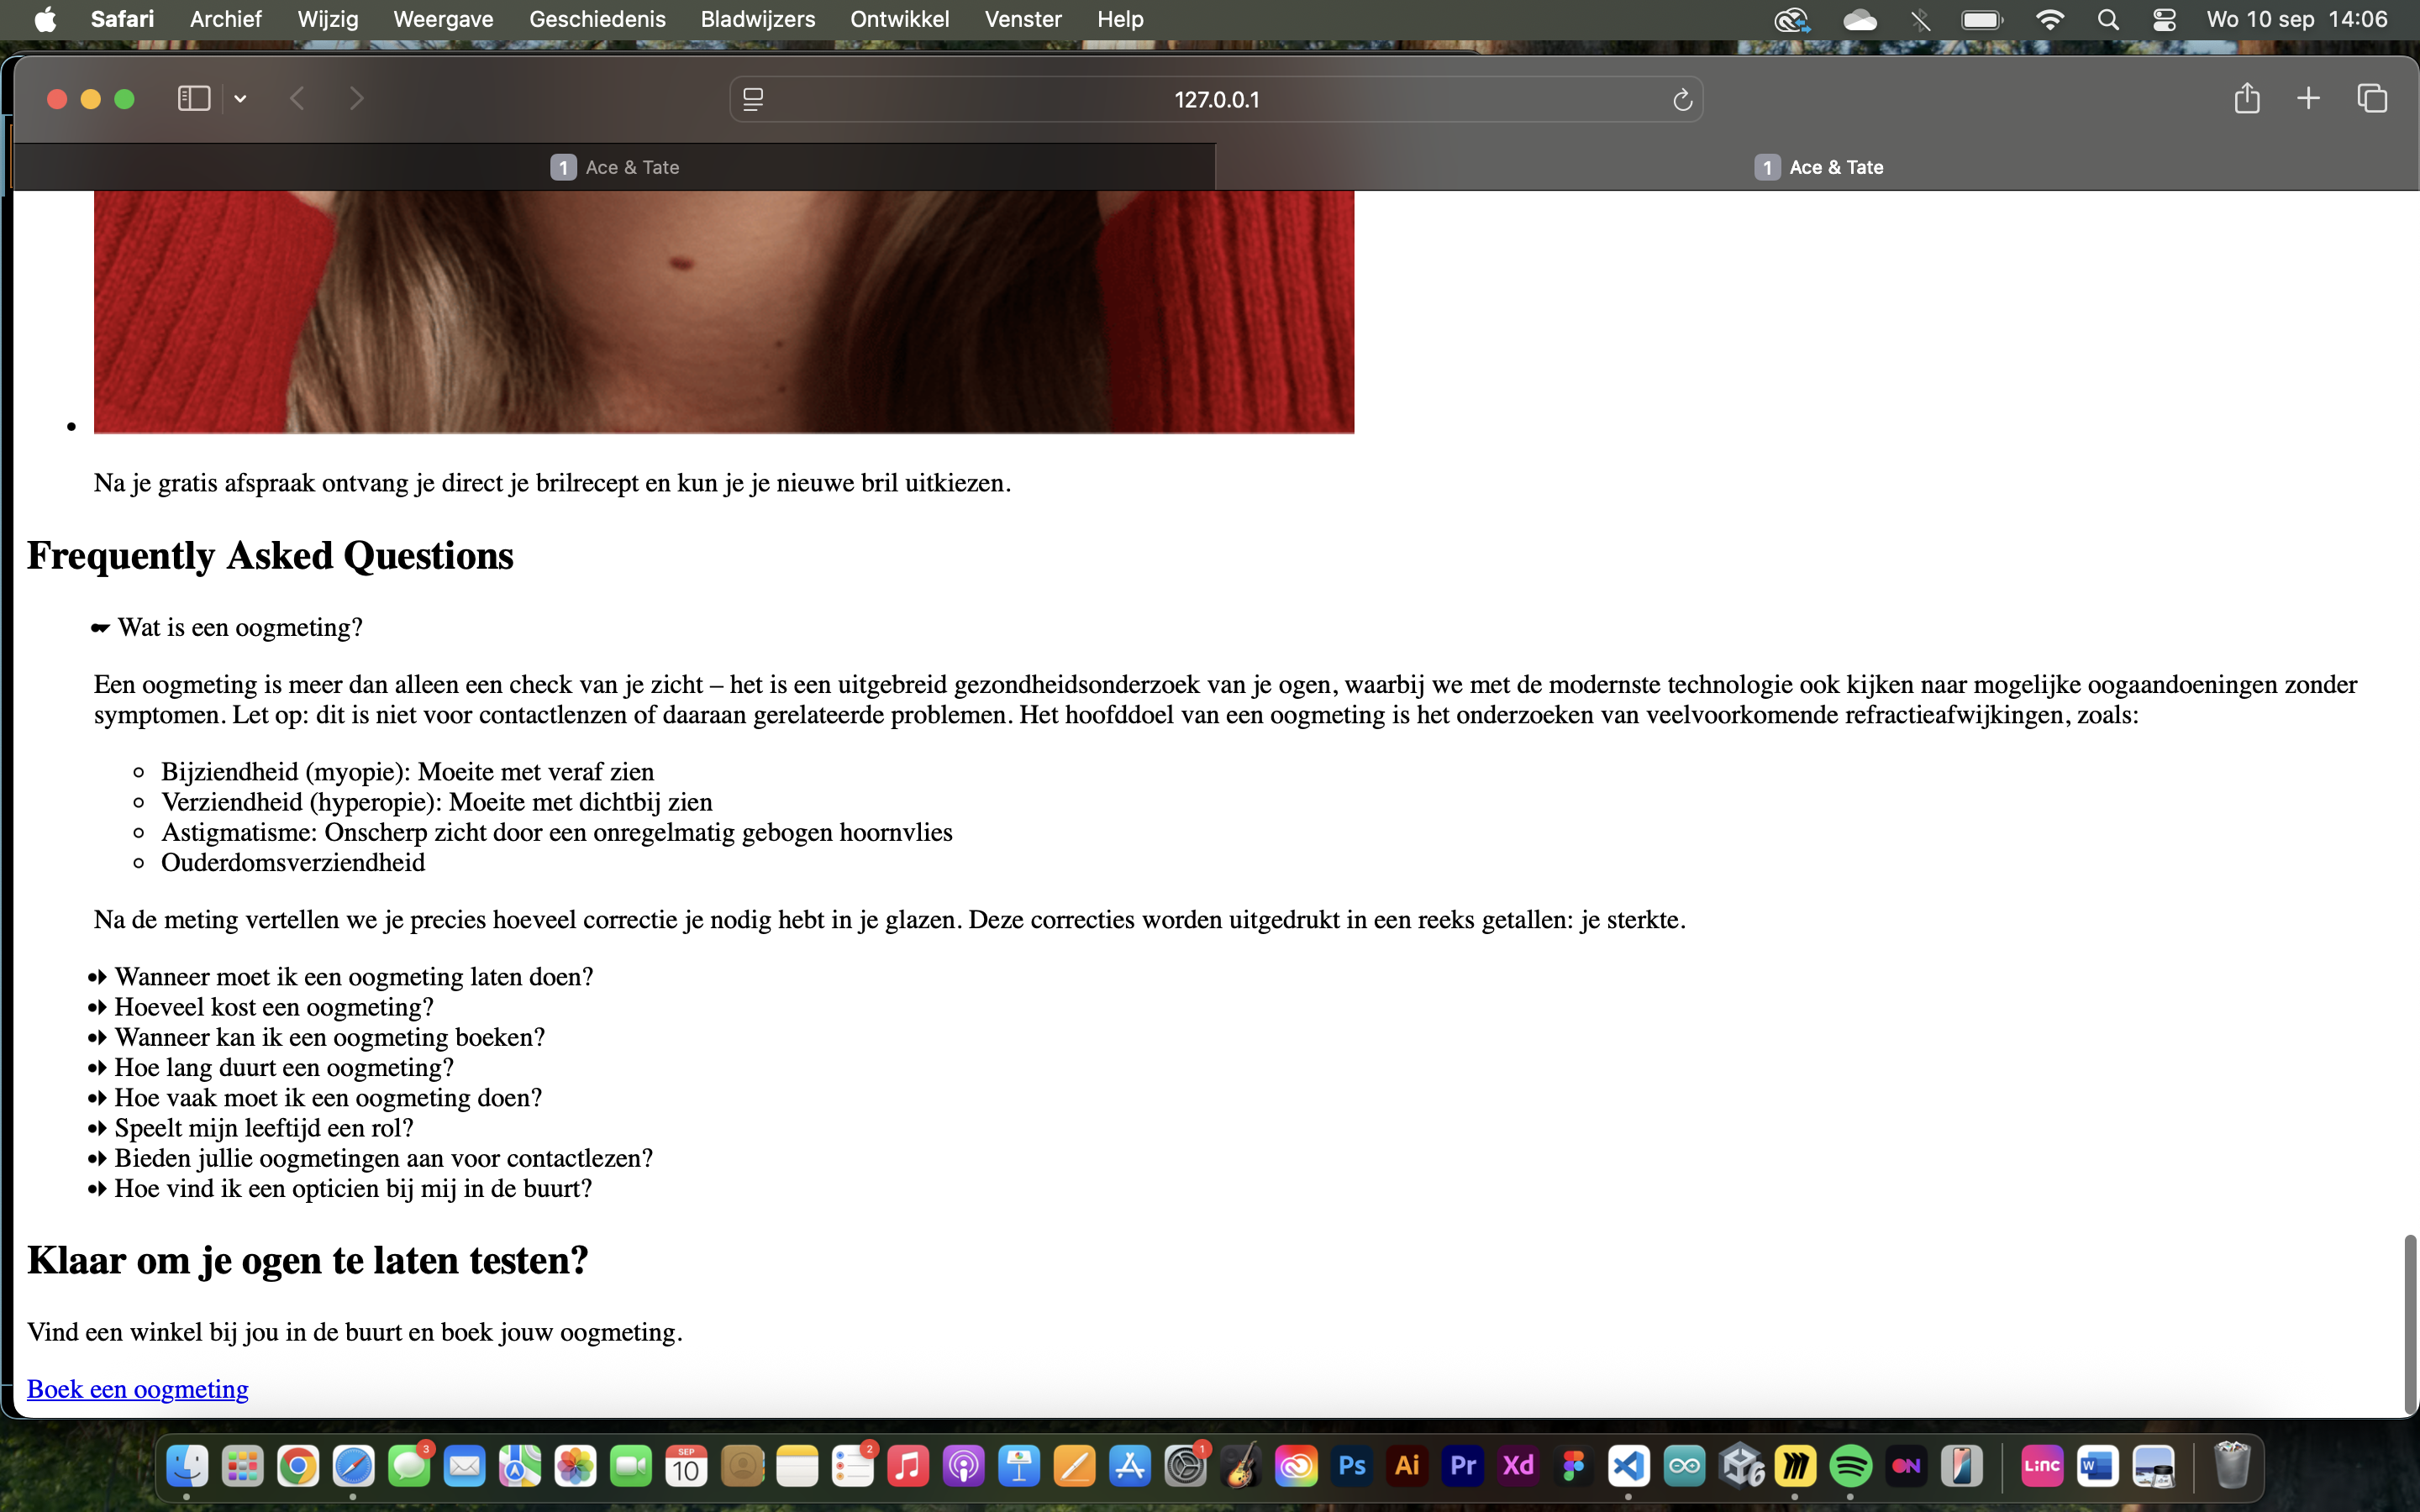 Safari Archief Wijzig Weergave Geschiedenis Bladwijzers Ontwikkel Venster Help Wo 10 sep 14:06
127.0.0.1
1 Ace & Tate 1 Ace & Tate
Na je gratis afspraak ontvang je direct je brilrecept en kun je je nieuwe bril uitkiezen.
Frequently Asked Questions
Wat is een oogmeting?
Een oogmeting is meer dan alleen een check van je zicht – het is een uitgebreid gezondheidsonderzoek van je ogen, waarbij we met de modernste technologie ook kijken naar mogelijke oogaandoeningen zonder
symptomen. Let op: dit is niet voor contactlenzen of daaraan gerelateerde problemen. Het hoofddoel van een oogmeting is het onderzoeken van veelvoorkomende refractieafwijkingen, zoals:
Bijziendheid (myopie): Moeite met veraf zien
Verziendheid (hyperopie): Moeite met dichtbij zien
Astigmatisme: Onscherp zicht door een onregelmatig gebogen hoornvlies
Ouderdomsverziendheid
Na de meting vertellen we je precies hoeveel correctie je nodig hebt in je glazen. Deze correcties worden uitgedrukt in een reeks getallen: je sterkte.
Wanneer moet ik een oogmeting laten doen?
Hoeveel kost een oogmeting?
Wanneer kan ik een oogmeting boeken?
Hoe lang duurt een oogmeting?
Hoe vaak moet ik een oogmeting doen?
Speelt mijn leeftijd een rol?
Bieden jullie oogmetingen aan voor contactlezen?
Hoe vind ik een opticien bij mij in de buurt?
Klaar om je ogen te laten testen?
Vind een winkel bij jou in de buurt en boek jouw oogmeting.
Boek een oogmeting
3 SEP 10 2 1 Ps Ai Pr Xd 6 ON LINC W